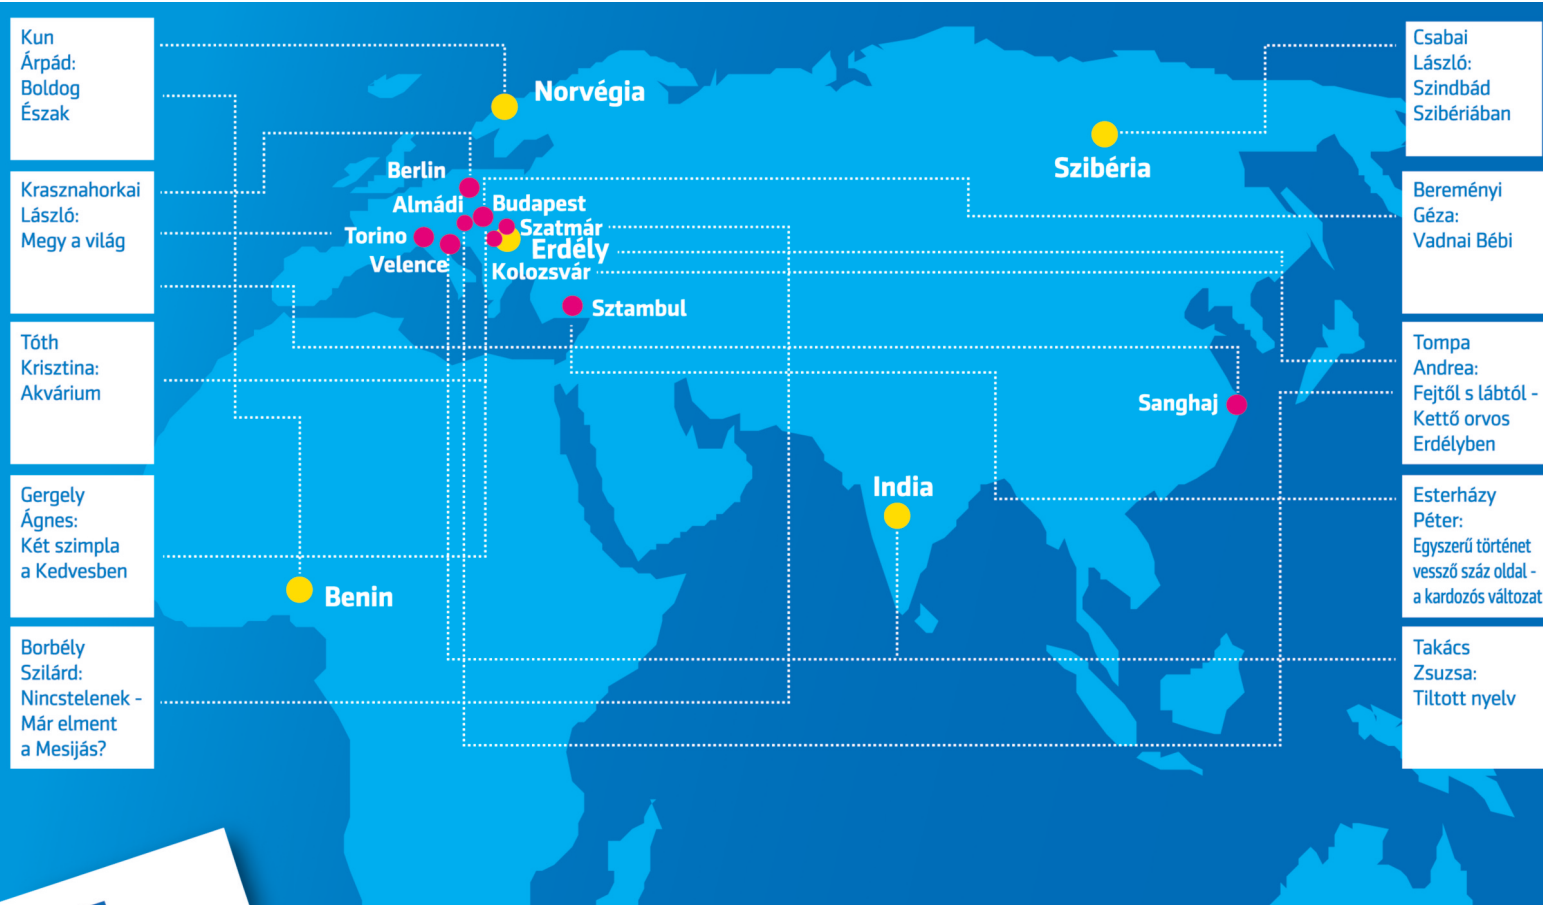 Kun
Árpád:
Boldog
Észak
Krasznahorkai
László:
Megy a világ
Tóth
Krisztina:
Akvárium
Gergely
Ágnes:
Két szimpla
a Kedvesben
Borbély
Szilárd:
Nincstelenek -
Már elment
a Mesijás?
Norvégia
Berlin
Almádi
Budapest
Szatmár
Torino
Erdély
Velence
Kolozsvár
Sztambul
Szibéria
Sanghaj
India
Benin
Csabai
László:
Szindbád
Szibériában
Bereményi
Géza:
Vadnai Bébi
Tompa
Andrea:
Fejtől s lábtól -
Kettő orvos
Erdélyben
Esterházy
Péter:
Egyszerű történet
vessző száz oldal -
a kardozós változat
Takács
Zsuzsa:
Tiltott nyelv